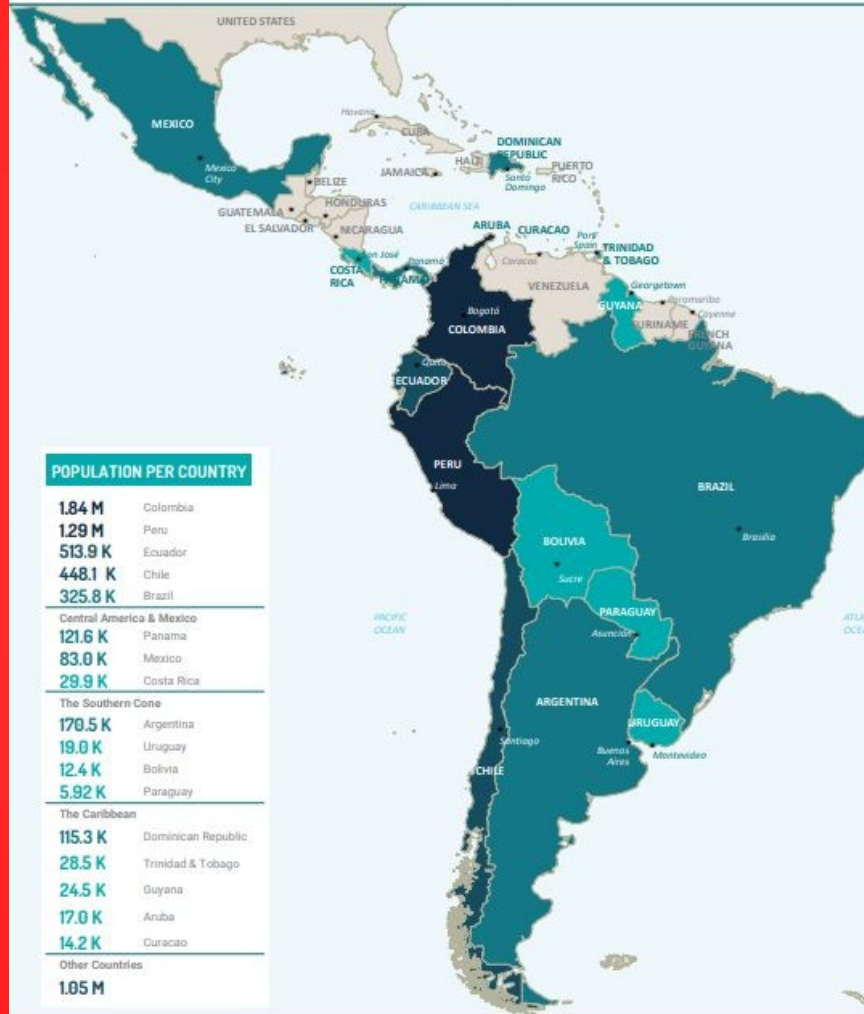 UNITED STATES
MEXICO
Mexico
City
Havana
CUBA
JAMAICA
HAITI
DOMINICAN
REPUBLIC
Santo
Domingo
PUERTO
RICO
BELIZE
GUATEMALA
HONDURAS
EL SALVADOR
NICARAGUA
CARIBBEAN SEA
ARUBA
CURACAO
Port
Spain
TRINIDAD
& TOBAGO
San José
COSTA
RICA
Panamá
PANAMA
Caracas
VENEZUELA
Georgetown
GUYANA
Paramaribo
SURINAME
Cayenne
FRENCH
GUYANA
Bogotá
COLOMBIA
Quito
ECUADOR
PERU
Lima
BRAZIL
Brasilia
BOLIVIA
Sucre
PARAGUAY
Asunción
PACIFIC
OCEAN
ATLA
OCEA
ARGENTINA
URUGUAY
Santiago
Buenos
Aires
Montevideo
CHILE
POPULATION PER COUNTRY
1.84 M Colombia
1.29 M Peru
513.9 K Ecuador
448.1 K Chile
325.8 K Brazil
Central America & Mexico
121.6 K Panama
83.0 K Mexico
29.9 K Costa Rica
The Southern Cone
170.5 K Argentina
19.0 K Uruguay
12.4 K Bolivia
5.92 K Paraguay
The Caribbean
115.3 K Dominican Republic
28.5 K Trinidad & Tobago
24.5 K Guyana
17.0 K Aruba
14.2 K Curacao
Other Countries
1.05 M